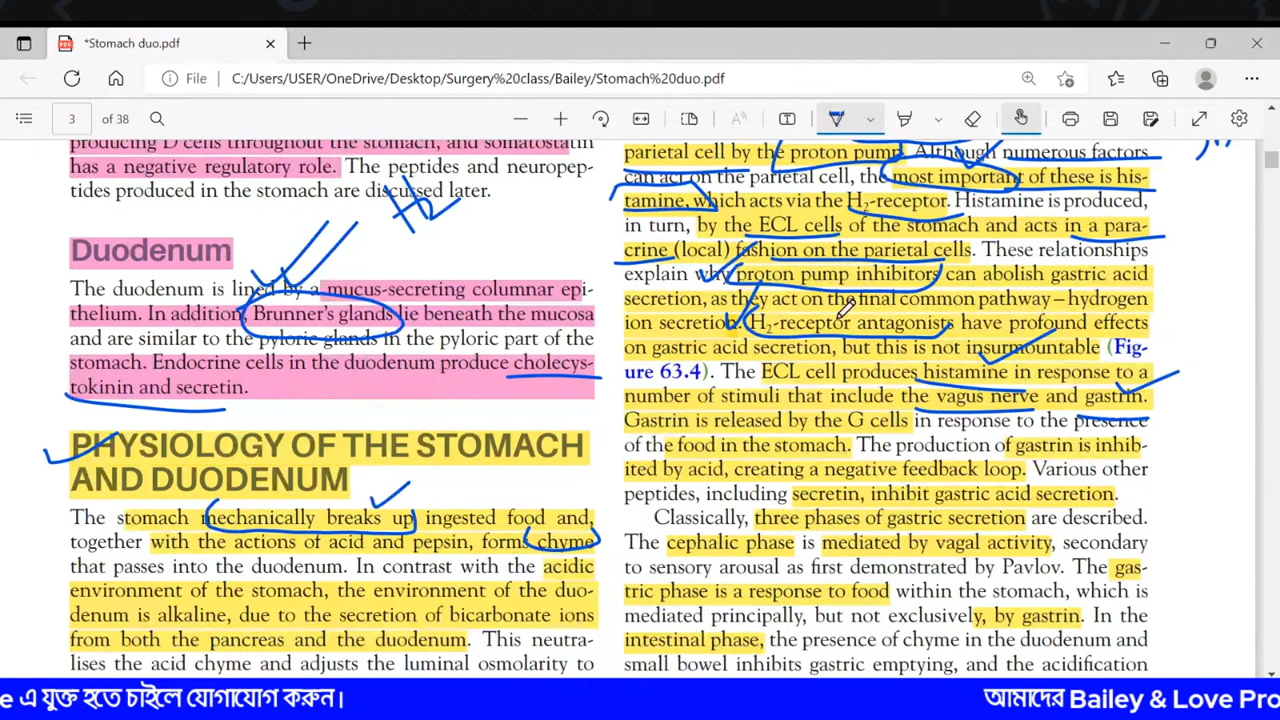 *Stomach duo.pdf
File C:/Users/USER/OneDrive/Desktop/Surgery%20class/Bailey/Stomach%20duo.pdf
3 of 38
producing D cells throughout the stomach, and somatostatin
has a negative regulatory role. The peptides and neuropep-
tides produced in the stomach are discussed later.
H2
Duodenum
The duodenum is lined by a mucus-secreting columnar epi-
thelium. In addition, Brunner's glands lie beneath the mucosa
and are similar to the pyloric glands in the pyloric part of the
stomach. Endocrine cells in the duodenum produce cholecys-
tokinin and secretin.
PHYSIOLOGY OF THE STOMACH
AND DUODENUM
The stomach mechanically breaks up ingested food and,
together with the actions of acid and pepsin, forms chyme
that passes into the duodenum. In contrast with the acidic
environment of the stomach, the environment of the duo-
denum is alkaline, due to the secretion of bicarbonate ions
from both the pancreas and the duodenum. This neutra-
lises the acid chyme and adjusts the luminal osmolarity to
parietal cell by the proton pump. Although numerous factors
can act on the parietal cell, the most important of these is his-
tamine, which acts via the H2-receptor. Histamine is produced,
in turn, by the ECL cells of the stomach and acts in a para-
crine (local) fashion on the parietal cells. These relationships
explain why proton pump inhibitors can abolish gastric acid
secretion, as they act on the final common pathway – hydrogen
ion secretion. H2-receptor antagonists have profound effects
on gastric acid secretion, but this is not insurmountable (Fig-
ure 63.4). The ECL cell produces histamine in response to a
number of stimuli that include the vagus nerve and gastrin.
Gastrin is released by the G cells in response to the presence
of the food in the stomach. The production of gastrin is inhib-
ited by acid, creating a negative feedback loop. Various other
peptides, including secretin, inhibit gastric acid secretion.
Classically, three phases of gastric secretion are described.
The cephalic phase is mediated by vagal activity, secondary
to sensory arousal as first demonstrated by Pavlov. The gas-
tric phase is a response to food within the stomach, which is
mediated principally, but not exclusively, by gastrin. In the
intestinal phase, the presence of chyme in the duodenum and
small bowel inhibits gastric emptying, and the acidification
e এ যুক্ত হতে চাইলে যোগাযোগ করুন। আমাদের Bailey & Love Pro